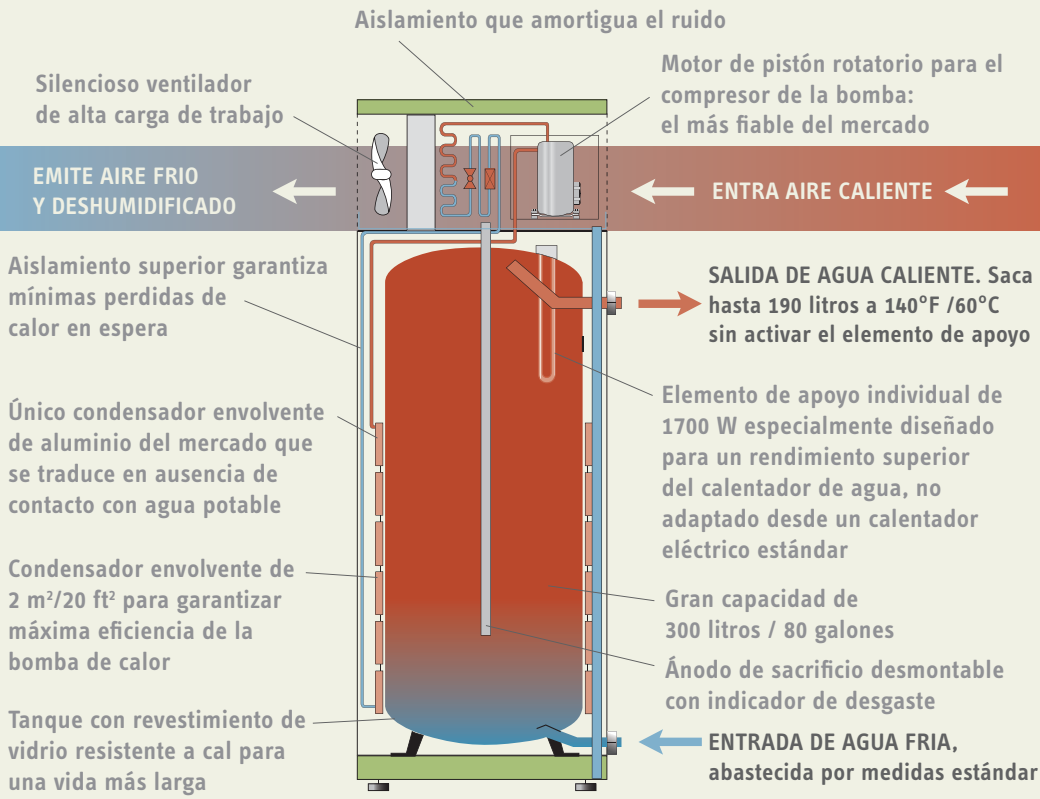 Aislamiento que amortigua el ruido
Silencioso ventilador
de alta carga de trabajo
Motor de pistón rotatorio para el
compresor de la bomba:
el más fiable del mercado
EMITE AIRE FRIO
Y DESHUMIDIFICADO
ENTRA AIRE CALIENTE
Aislamiento superior garantiza
mínimas perdidas de
calor en espera
SALIDA DE AGUA CALIENTE. Saca
hasta 190 litros a 140°F /60°C
sin activar el elemento de apoyo
Único condensador envolvente
de aluminio del mercado que
se traduce en ausencia de
contacto con agua potable
Elemento de apoyo individual de
1700 W especialmente diseñado
para un rendimiento superior
del calentador de agua, no
adaptado desde un calentador
eléctrico estándar
Condensador envolvente de
2 m²/20 ft² para garantizar
máxima eficiencia de la
bomba de calor
Gran capacidad de
300 litros / 80 galones
Ánodo de sacrificio desmontable
con indicador de desgaste
Tanque con revestimiento de
vidrio resistente a cal para
una vida más larga
ENTRADA DE AGUA FRIA,
abastecida por medidas estándar